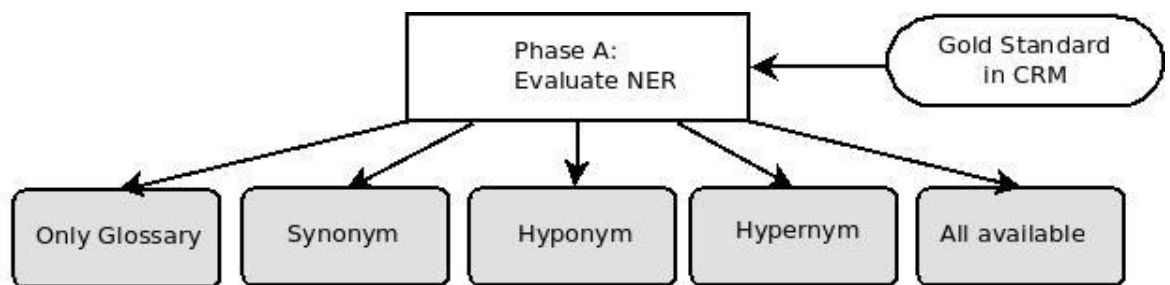 Phase A:
Evaluate NER
Gold Standard
in CRM
Only Glossary
Synonym
Hyponym
Hypernym
All available